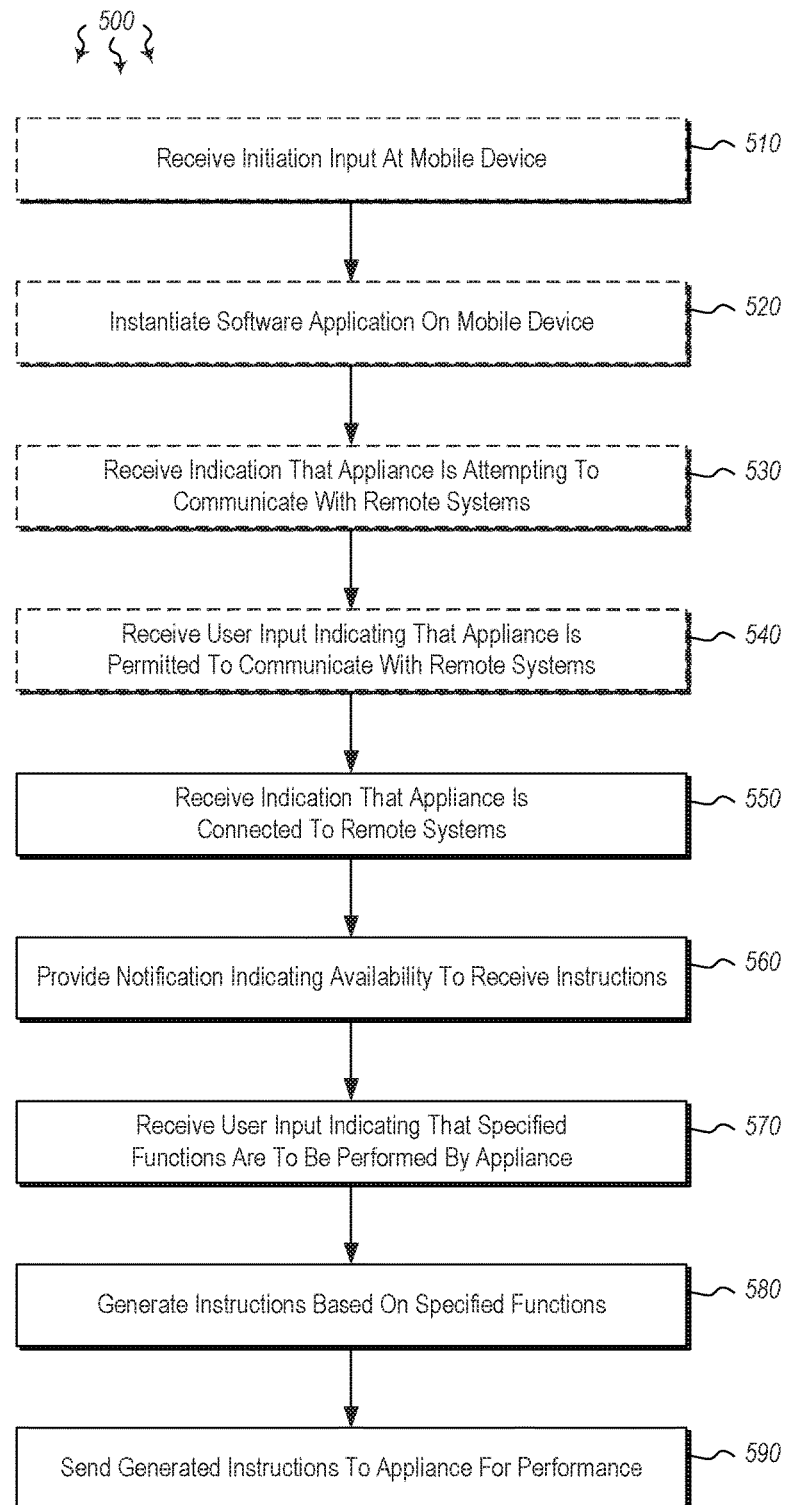 500
Receive Initiation Input At Mobile Device
510
Instantiate Software Application On Mobile Device
520
Receive Indication That Appliance Is Attempting To
Communicate With Remote Systems
530
Receive User Input Indicating That Appliance Is
Permitted To Communicate With Remote Systems
540
Receive Indication That Appliance Is
Connected To Remote Systems
550
Provide Notification Indicating Availability To Receive Instructions
560
Receive User Input Indicating That Specified
Functions Are To Be Performed By Appliance
570
Generate Instructions Based On Specified Functions
580
Send Generated Instructions To Appliance For Performance
590